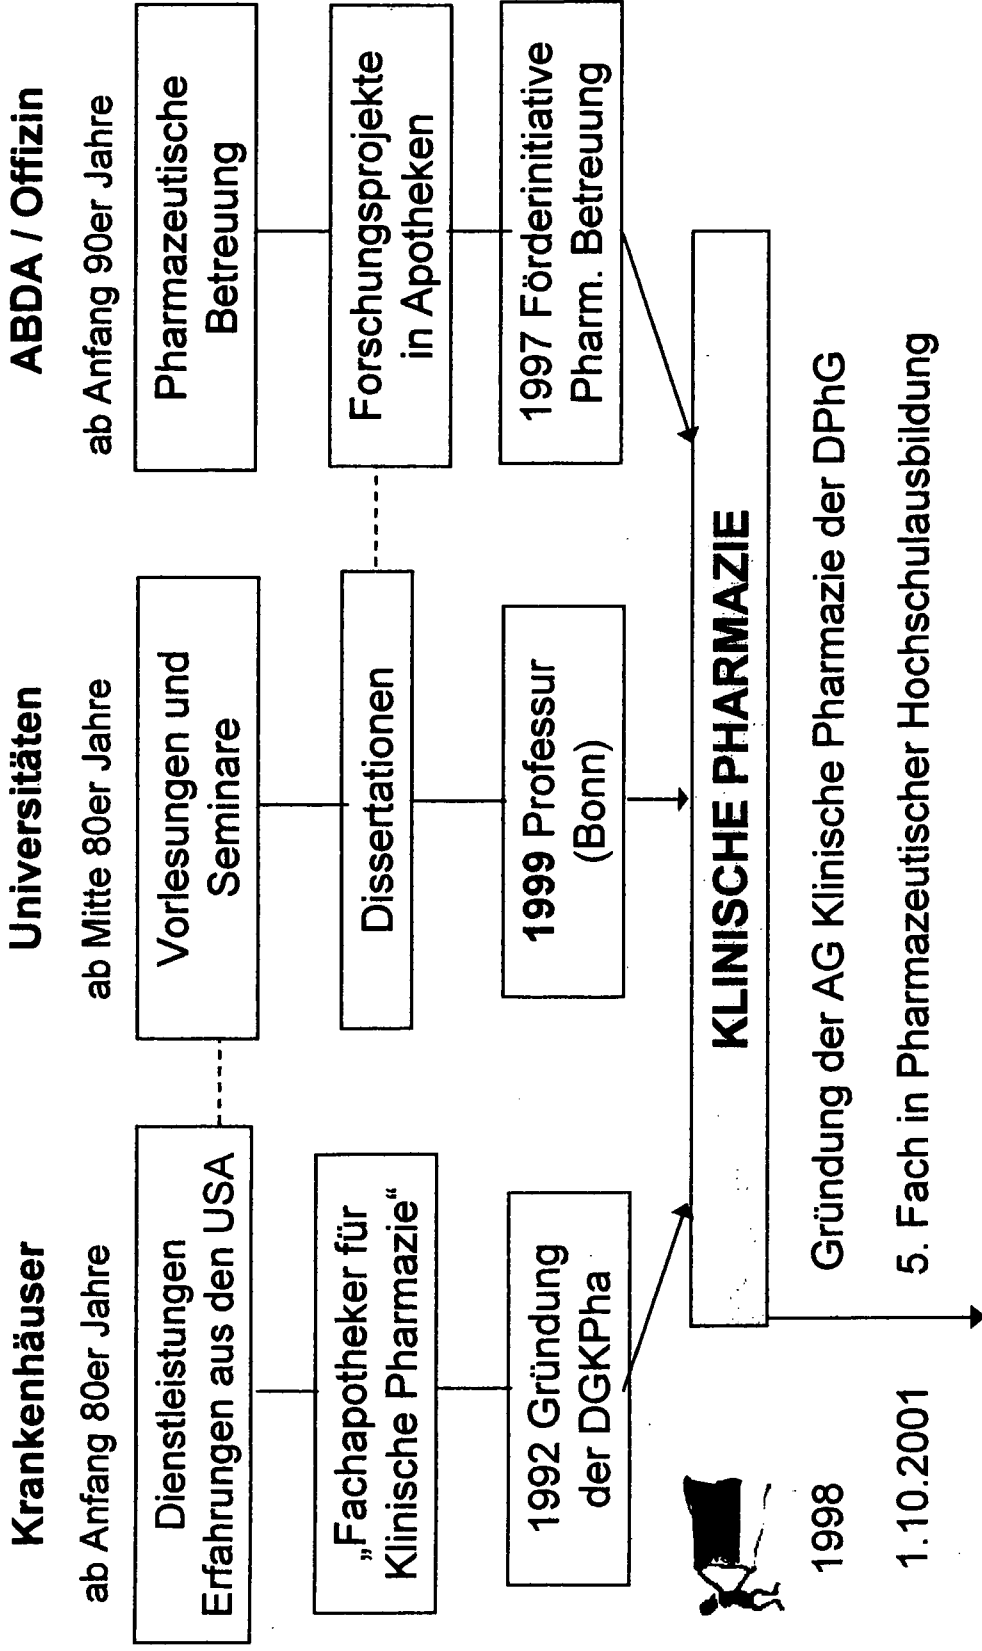 Krankenhäuser
ab Anfang 80er Jahre
Dienstleistungen
Erfahrungen aus den USA
„Fachapotheker für
Klinische Pharmazie“
1992 Gründung
der DGKPha
Universitäten
ab Mitte 80er Jahre
Vorlesungen und
Seminare
Dissertationen
1999 Professur
(Bonn)
ABDA / Offizin
ab Anfang 90er Jahre
Pharmazeutische
Betreuung
Forschungsprojekte
in Apotheken
1997 Förderinitiative
Pharm. Betreuung
KLINISCHE PHARMAZIE
1998 Gründung der AG Klinische Pharmazie der DPhG
1.10.2001 5. Fach in Pharmazeutischer Hochschulausbildung